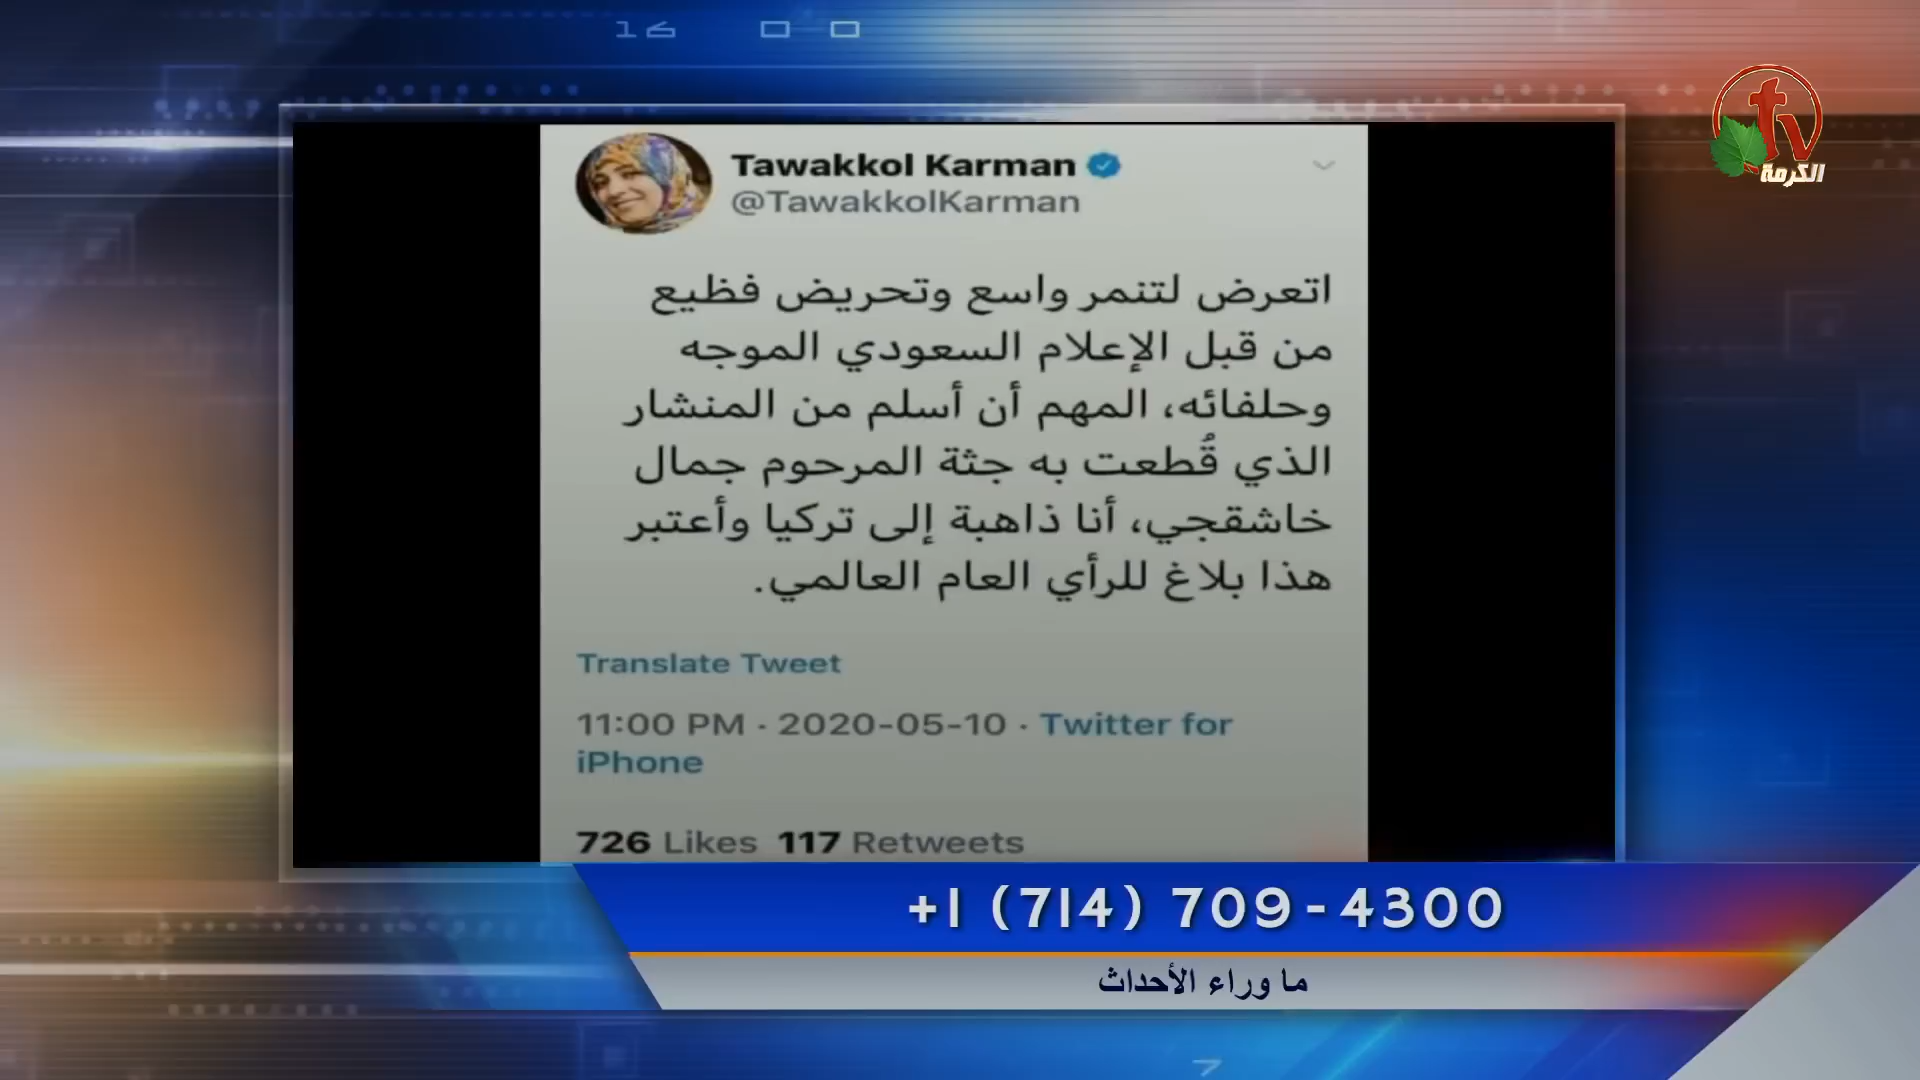 16
tv
الكرمة
Tawakkol Karman
@TawakkolKarman
اتعرض لتنمر واسع وتحريض فظيع
من قبل الإعلام السعودي الموجه
وحلفائه، المهم أن أسلم من المنشار
الذي قُطعت به جثة المرحوم جمال
خاشقجي، أنا ذاهبة إلى تركيا وأعتبر
هذا بلاغ للرأي العام العالمي.
Translate Tweet
11:00 PM · 2020-05-10 · Twitter for
iPhone
726 Likes 117 Retweets
+1 (714) 709-4300
ما وراء الأحداث
7